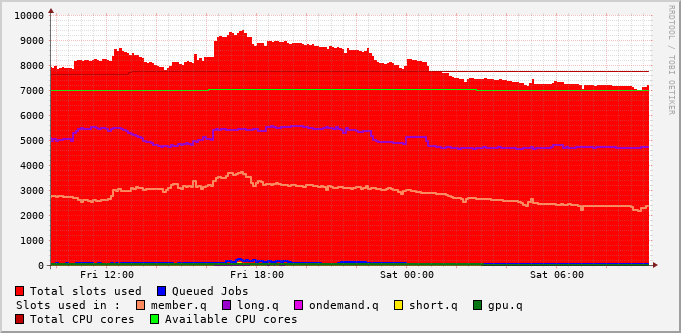 10000
9000
8000
7000
6000
5000
4000
3000
2000
1000
0
Fri 12:00 Fri 18:00 Sat 00:00 Sat 06:00
RRDTOOL / TOBI OETIKER
Total slots used Queued Jobs
Slots used in : member.q long.q ondemand.q short.q gpu.q
Total CPU cores Available CPU cores